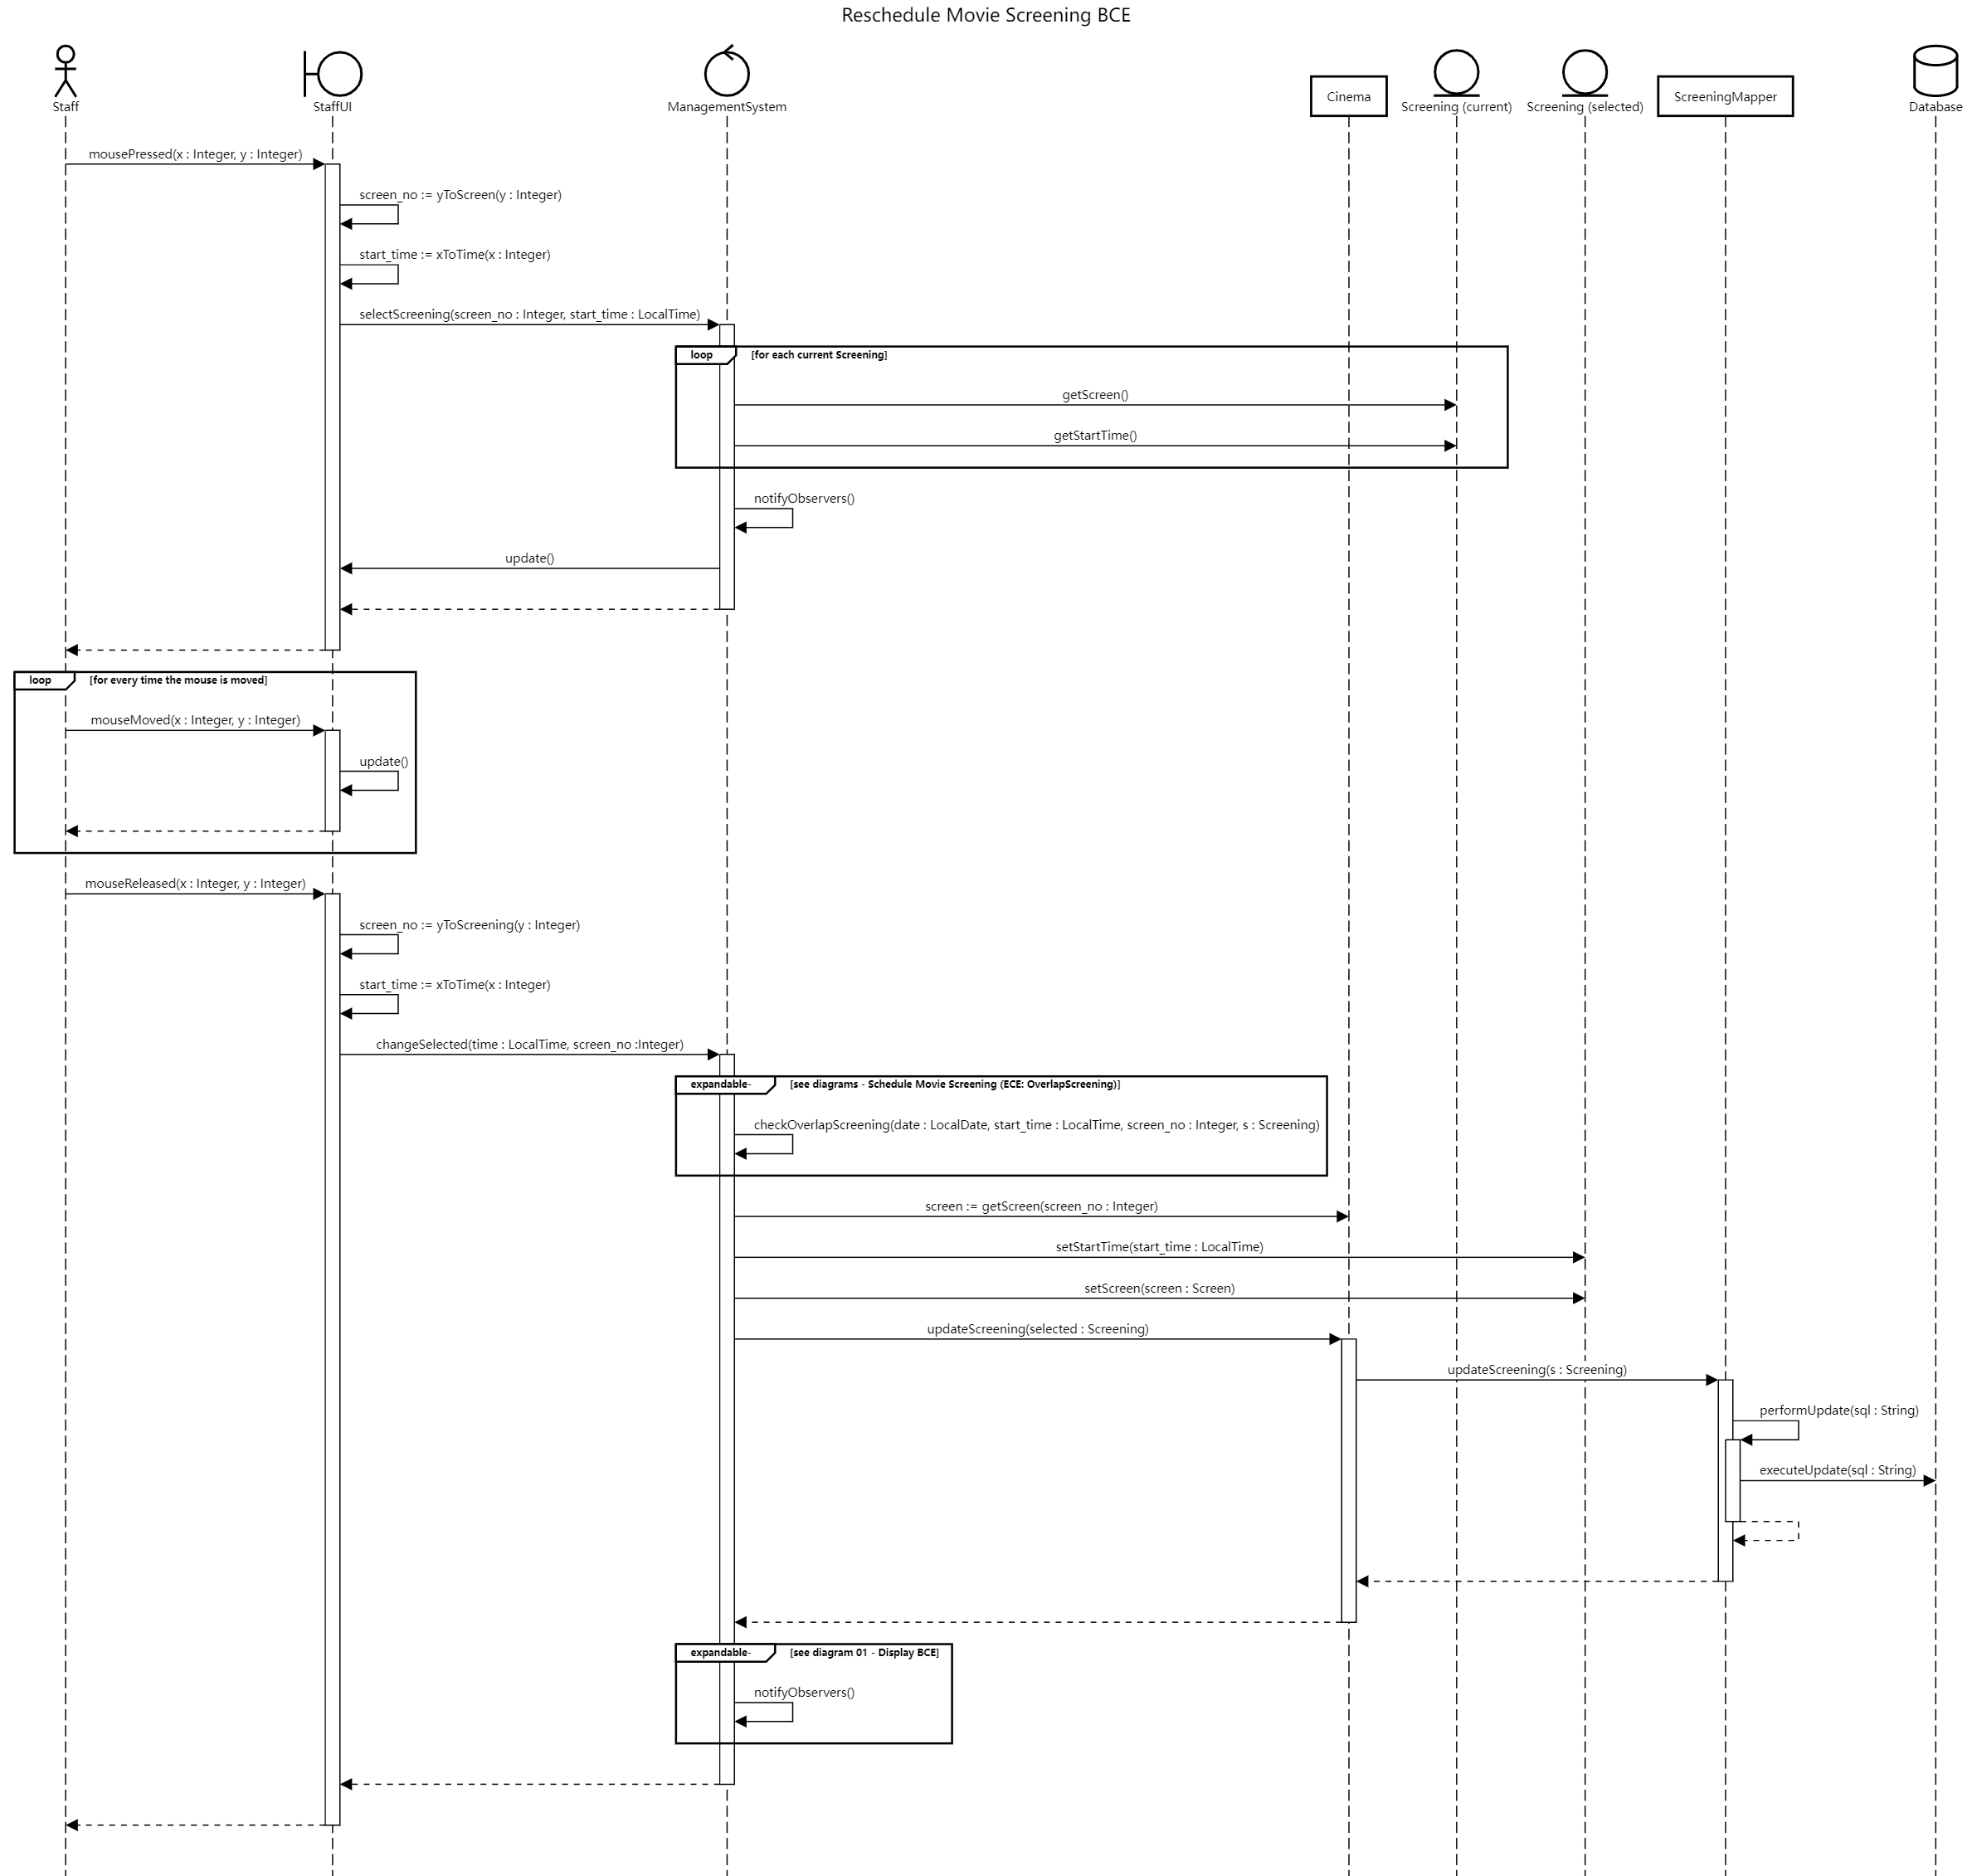 Reschedule Movie Screening BCE
Staff
StaffUI
ManagementSystem
Cinema
Screening (current)
Screening (selected)
ScreeningMapper
Database
mousePressed(x : Integer, y : Integer)
screen_no := yToScreen(y : Integer)
start_time := xToTime(x : Integer)
selectScreening(screen_no : Integer, start_time : LocalTime)
loop [for each current Screening]
getScreen()
getStartTime()
notifyObservers()
update()
loop [for every time the mouse is moved]
mouseMoved(x : Integer, y : Integer)
update()
mouseReleased(x : Integer, y : Integer)
screen_no := yToScreening(y : Integer)
start_time := xToTime(x : Integer)
changeSelected(time : LocalTime, screen_no :Integer)
expandable- [see diagrams - Schedule Movie Screening (ECE: OverlapScreening)]
checkOverlapScreening(date : LocalDate, start_time : LocalTime, screen_no : Integer, s : Screening)
screen := getScreen(screen_no : Integer)
setStartTime(start_time : LocalTime)
setScreen(screen : Screen)
updateScreening(selected : Screening)
updateScreening(s : Screening)
performUpdate(sql : String)
executeUpdate(sql : String)
expandable- [see diagram 01 - Display BCE]
notifyObservers()